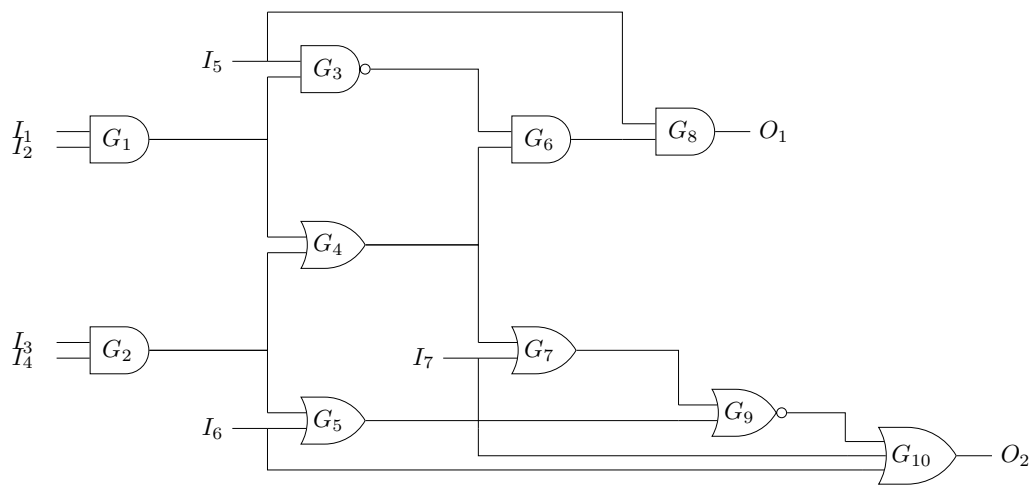 I₅
G₃
I₁
I₂
G₁
G₆
G₈
O₁
G₄
I₃
I₄
G₂
I₇
G₇
I₆
G₅
G₉
G₁₀
O₂